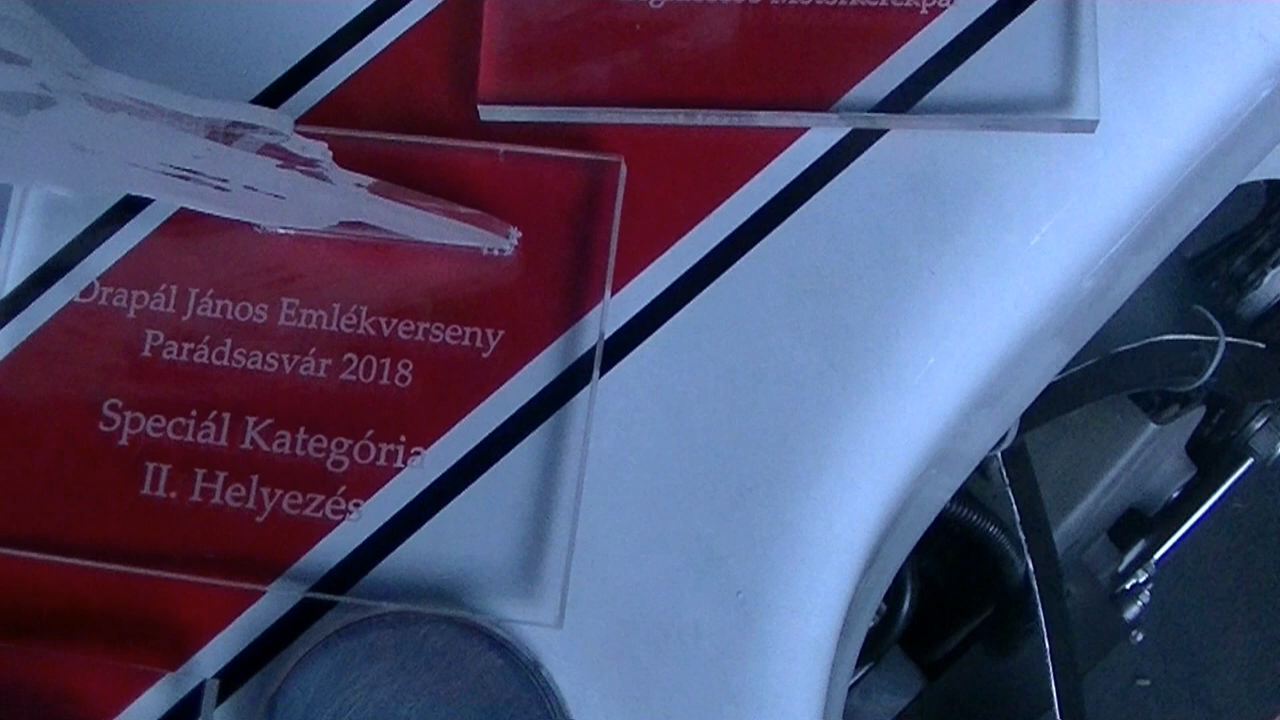 Drapál János Emlékverseny
Parádsasvár 2018
Speciál Kategória
II. Helyezés